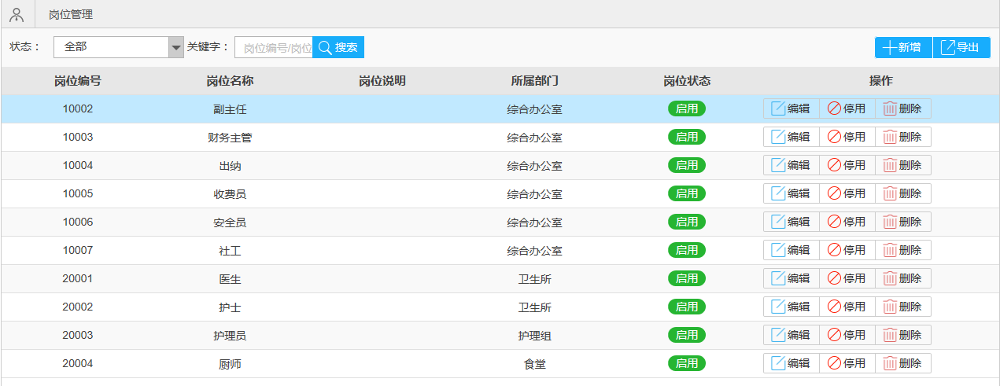 岗位管理
状态： 全部 关键字： 岗位编号/岗位 搜索 新增 导出
岗位编号 岗位名称 岗位说明 所属部门 岗位状态 操作
10002 副主任 综合办公室 启用 编辑 停用 删除
10003 财务主管 综合办公室 启用 编辑 停用 删除
10004 出纳 综合办公室 启用 编辑 停用 删除
10005 收费员 综合办公室 启用 编辑 停用 删除
10006 安全员 综合办公室 启用 编辑 停用 删除
10007 社工 综合办公室 启用 编辑 停用 删除
20001 医生 卫生所 启用 编辑 停用 删除
20002 护士 卫生所 启用 编辑 停用 删除
20003 护理员 护理组 启用 编辑 停用 删除
20004 厨师 食堂 启用 编辑 停用 删除